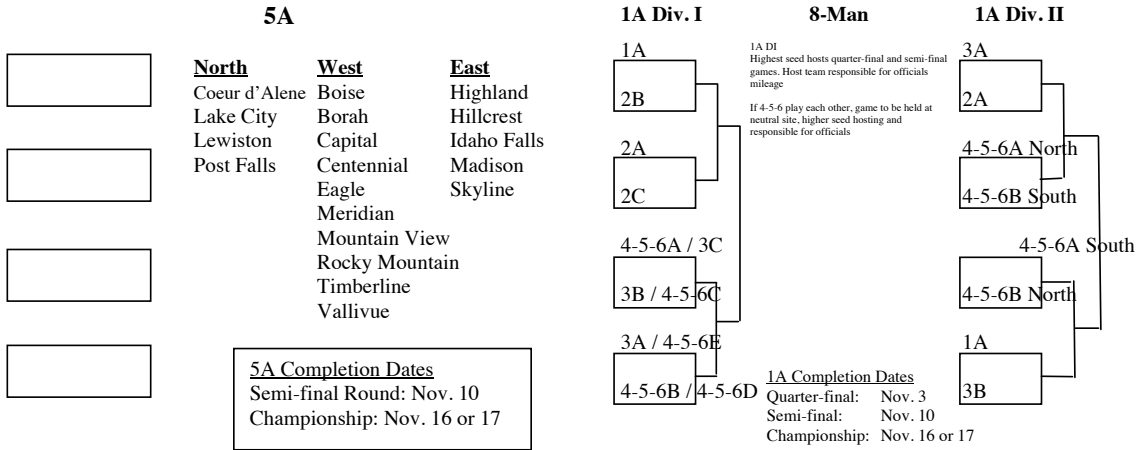 5A
North
Coeur d'Alene
Lake City
Lewiston
Post Falls
West
Boise
Borah
Capital
Centennial
Eagle
Meridian
Mountain View
Rocky Mountain
Timberline
Vallivue
East
Highland
Hillcrest
Idaho Falls
Madison
Skyline
5A Completion Dates
Semi-final Round: Nov. 10
Championship: Nov. 16 or 17
1A Div. I
8-Man
1A Div. II
1A
2B
2A
2C
4-5-6A / 3C
3B / 4-5-6C
3A / 4-5-6E
4-5-6B / 4-5-6D
1A DI
Highest seed hosts quarter-final and semi-final
games. Host team responsible for officials
mileage
If 4-5-6 play each other, game to be held at
neutral site, higher seed hosting and
responsible for officials
1A Completion Dates
Quarter-final: Nov. 3
Semi-final: Nov. 10
Championship: Nov. 16 or 17
3A
2A
4-5-6A North
4-5-6B South
4-5-6A South
4-5-6B North
1A
3B